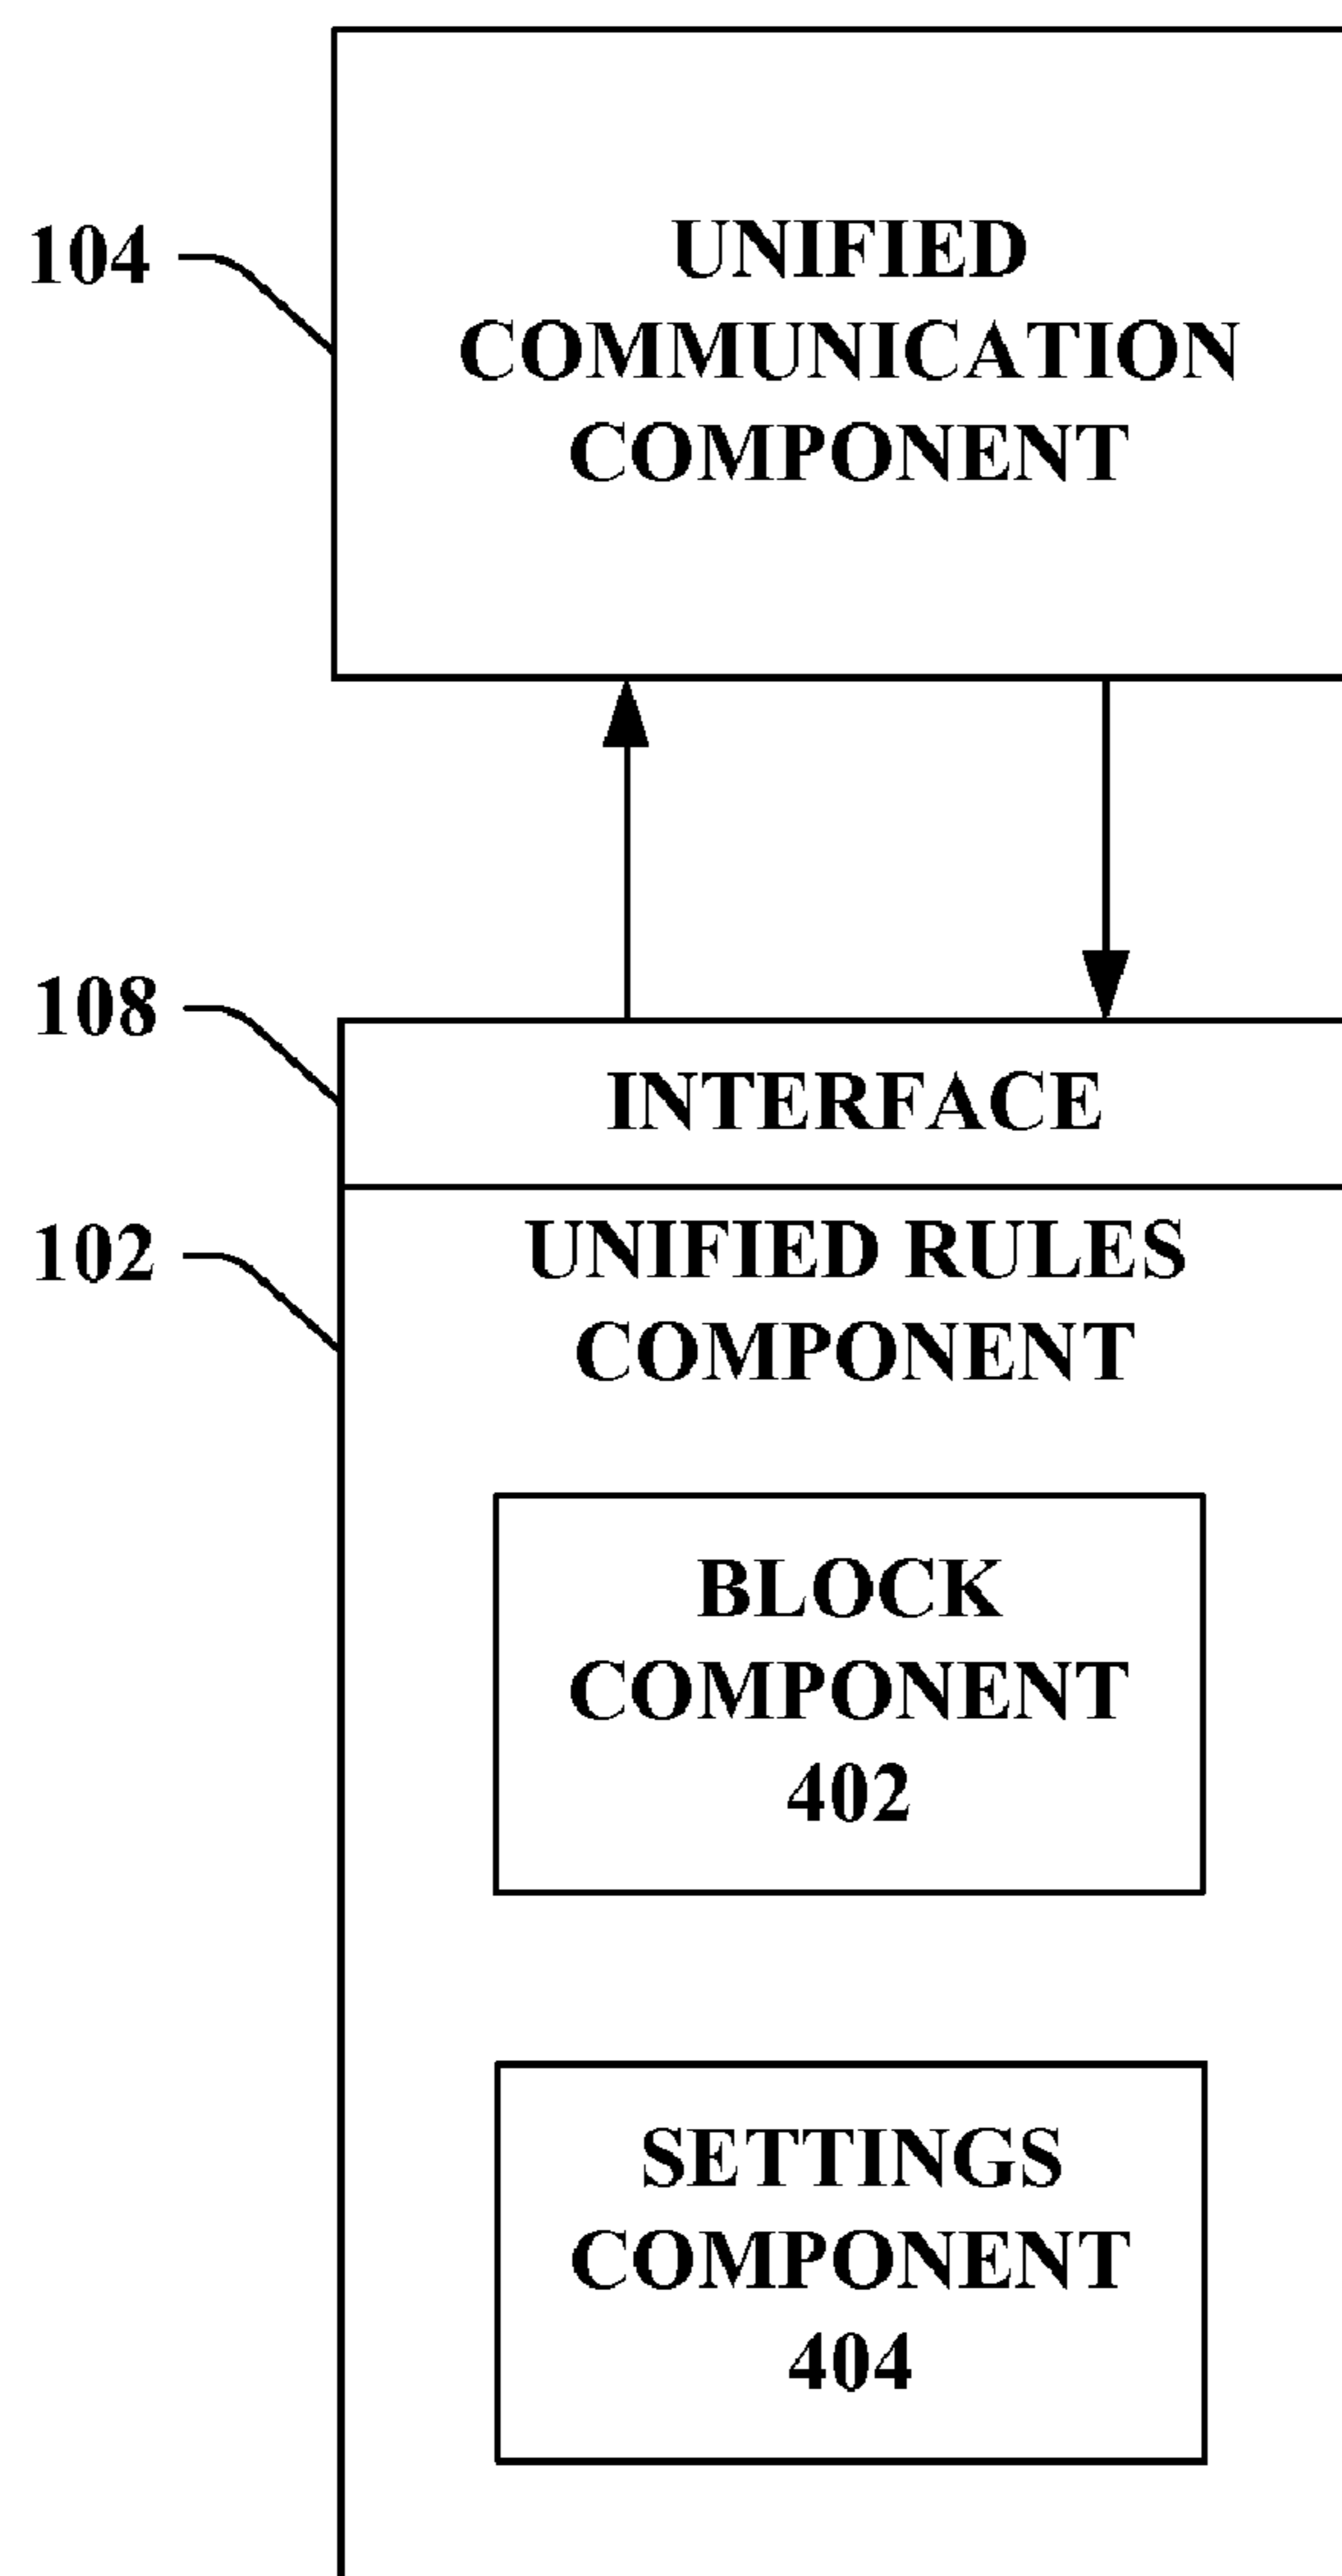 104
UNIFIED
COMMUNICATION
COMPONENT
108
INTERFACE
102
UNIFIED RULES
COMPONENT
BLOCK
COMPONENT
402
SETTINGS
COMPONENT
404